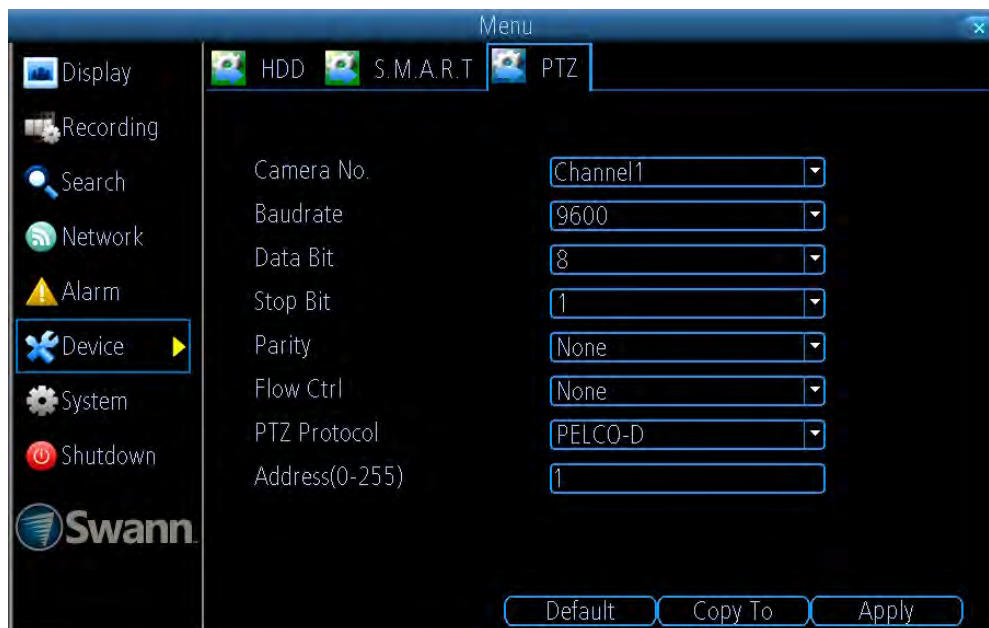 Menu
Display
Recording
Search
Network
Alarm
Device
System
Shutdown
Swann
HDD S.M.A.R.T PTZ
Camera No. Channel1
Baudrate 9600
Data Bit 8
Stop Bit 1
Parity None
Flow Ctrl None
PTZ Protocol PELCO-D
Address(0-255) 1
Default Copy To Apply